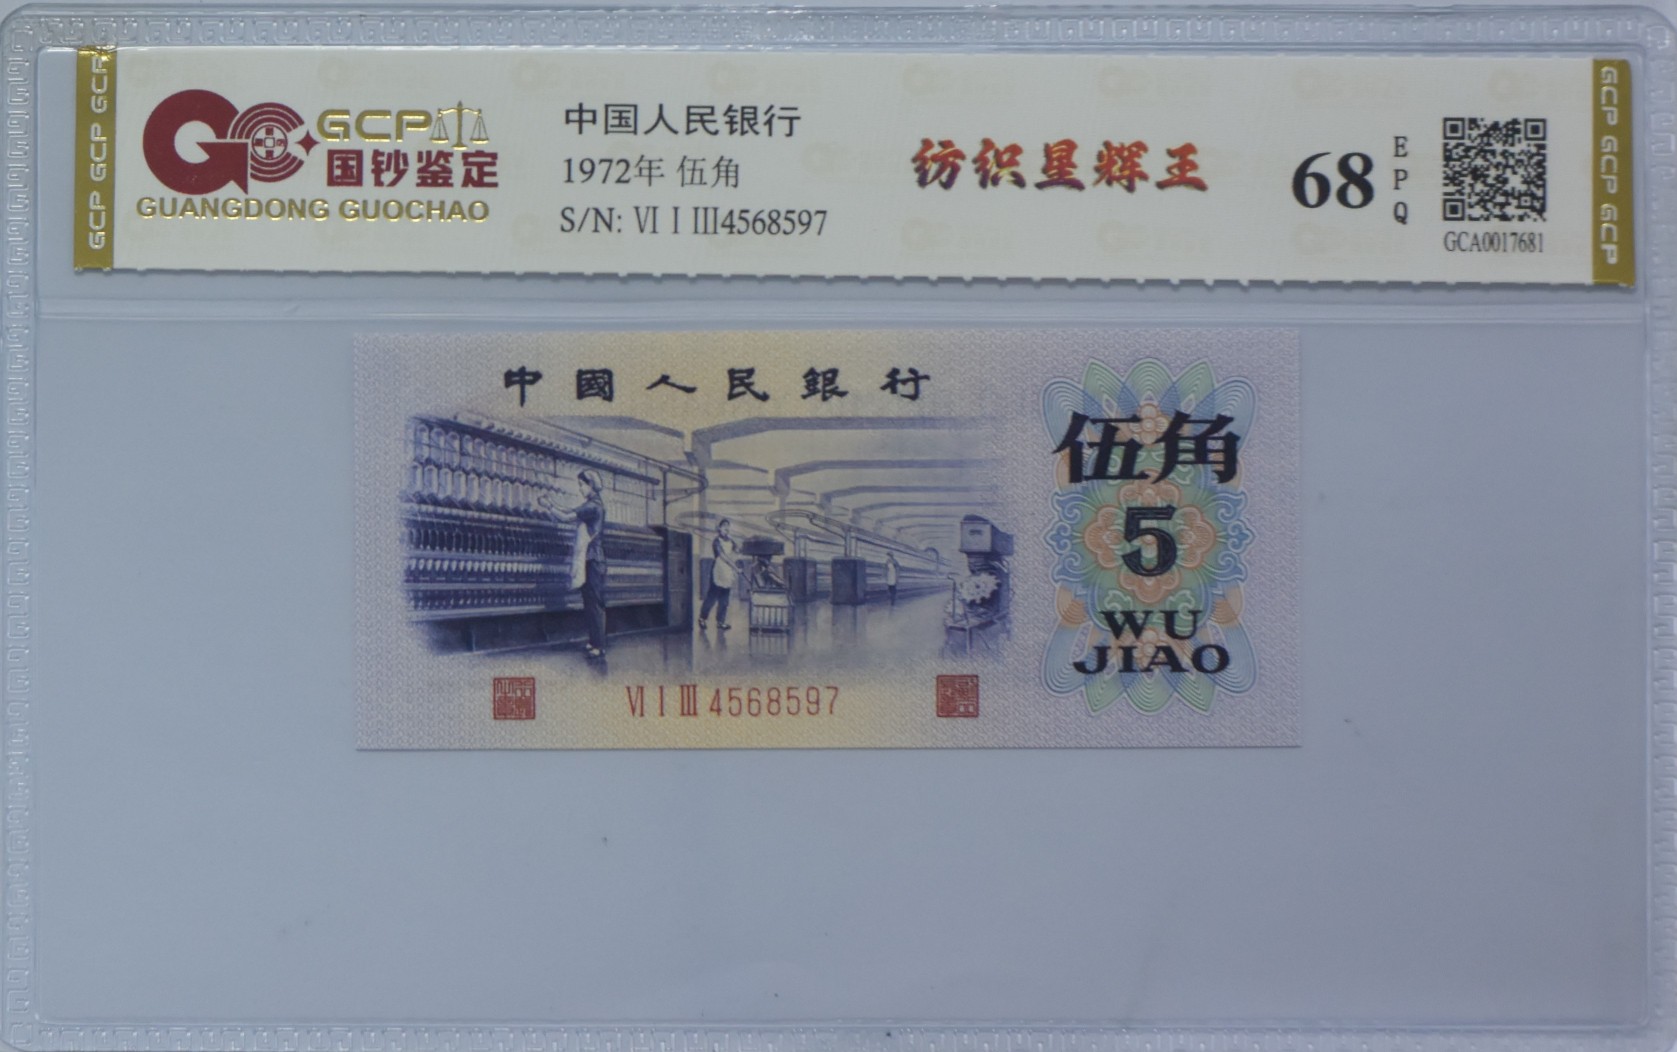 GCP GCP GCP
GCP
国钞鉴定
GUANGDONG GUOCHAO
中国人民银行
1972年 伍角
S/N: Ⅵ Ⅰ Ⅲ4568597
纺织星辉王
68
EPQ
GCA0017681
GCP GCP GCP
中國人民銀行
伍角
5
WU
JIAO
Ⅵ Ⅰ Ⅲ 4568597